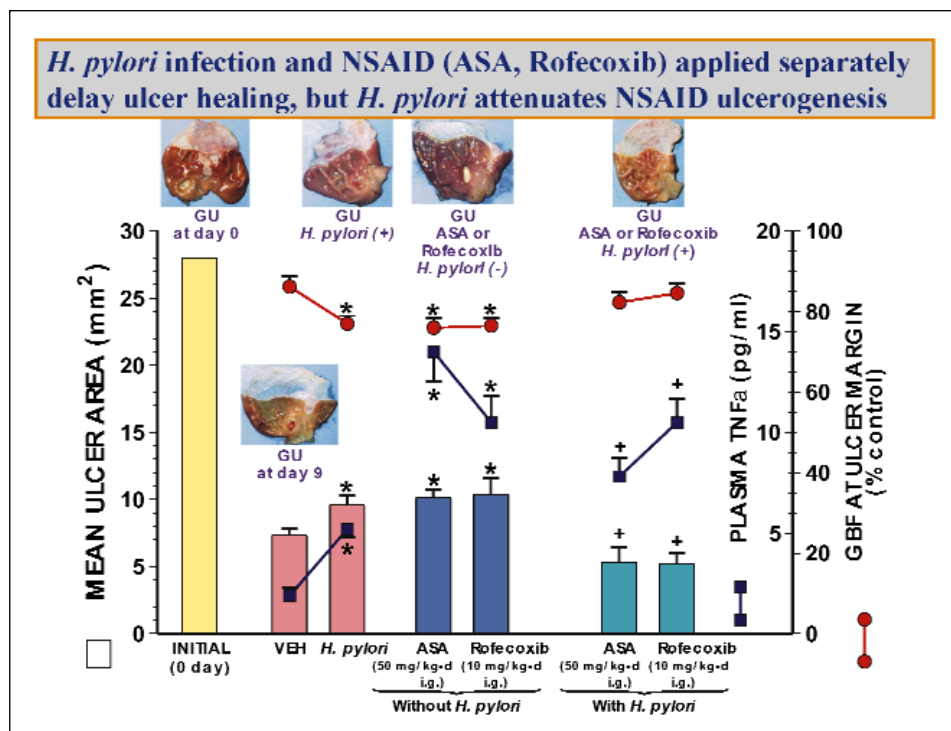 H. pylori infection and NSAID (ASA, Rofecoxib) applied separately
delay ulcer healing, but H. pylori attenuates NSAID ulcerogenesis
GU
at day 0
GU
H. pylori (+)
GU
ASA or
Rofecoxib
H. pylori (-)
GU
ASA or Rofecoxib
H. pylori (+)
GU
at day 9
MEAN ULCER AREA (mm²)
30
25
20
15
10
5
0
* * * * * * * * *
+ + +
20
15
10
5
0
PLASMA TNFa (pg/ml)
100
80
60
40
20
0
GBF AT ULCER MARGIN
(% control)
INITIAL
(0 day)
VEH
H. pylori
ASA
(50 mg/kg•d
i.g.)
Rofecoxib
(10 mg/kg•d
i.g.)
Without H. pylori
ASA
(50 mg/kg•d
i.g.)
Rofecoxib
(10 mg/kg•d
i.g.)
With H. pylori